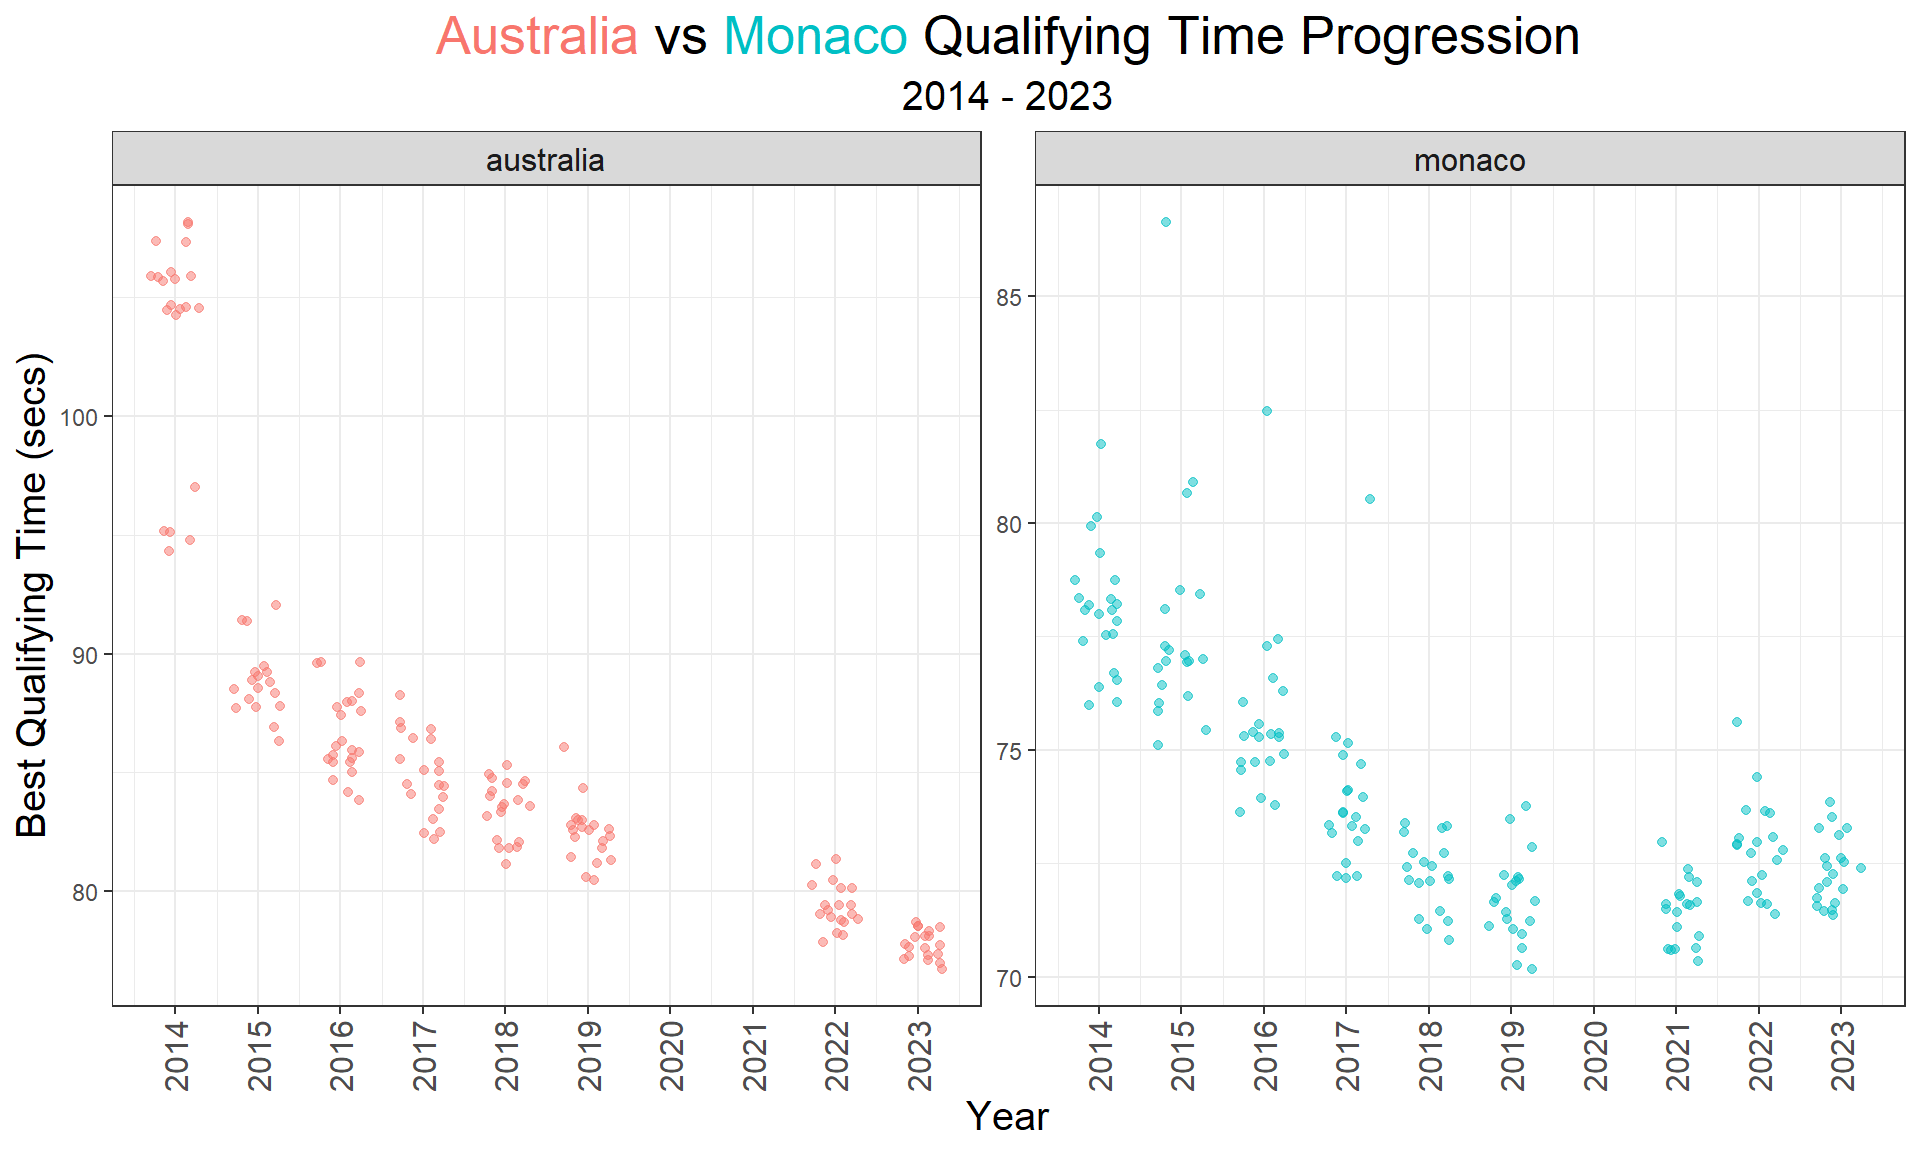 Australia vs Monaco Qualifying Time Progression
2014 - 2023
australia
monaco
Best Qualifying Time (secs)
100
90
80
85
80
75
70
2014 2015 2016 2017 2018 2019 2020 2021 2022 2023
2014 2015 2016 2017 2018 2019 2020 2021 2022 2023
Year